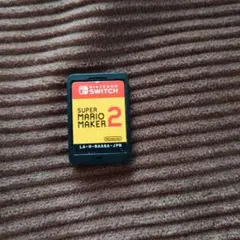 NINTENDO
SWITCH
SUPER
MARIO
MAKER 2
Nintendo
LA-H-BAAQA-JPN